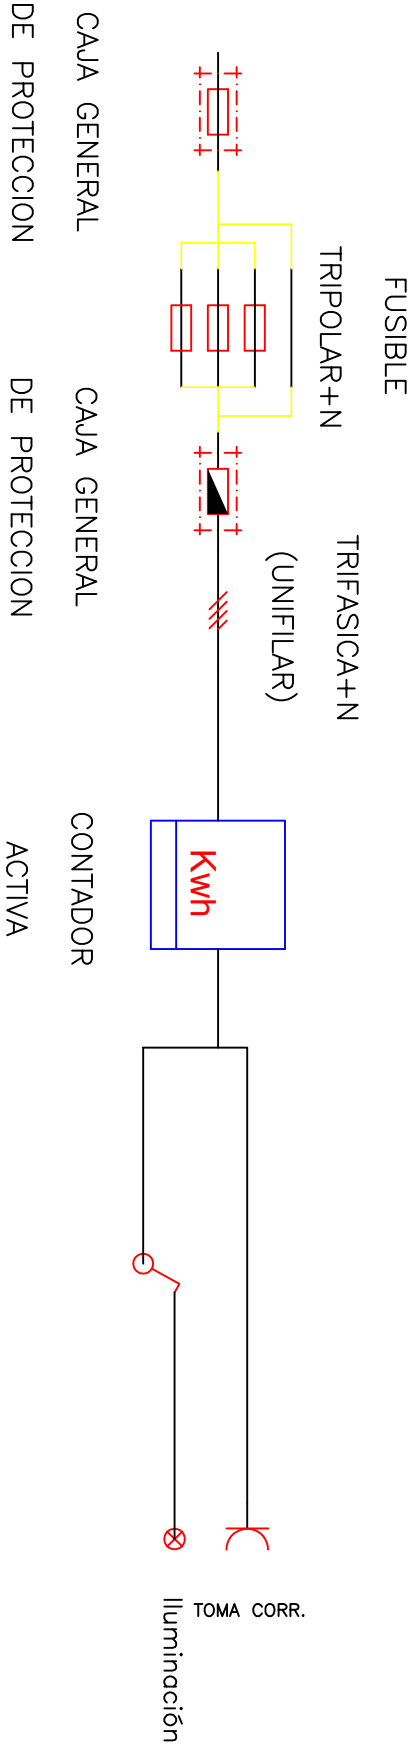 CAJA GENERAL
DE PROTECCION
FUSIBLE
TRIPOLAR+N
CAJA GENERAL
DE PROTECCION
TRIFASICA+N
(UNIFILAR)
Kwh
CONTADOR
ACTIVA
TOMA CORR.
Iluminación